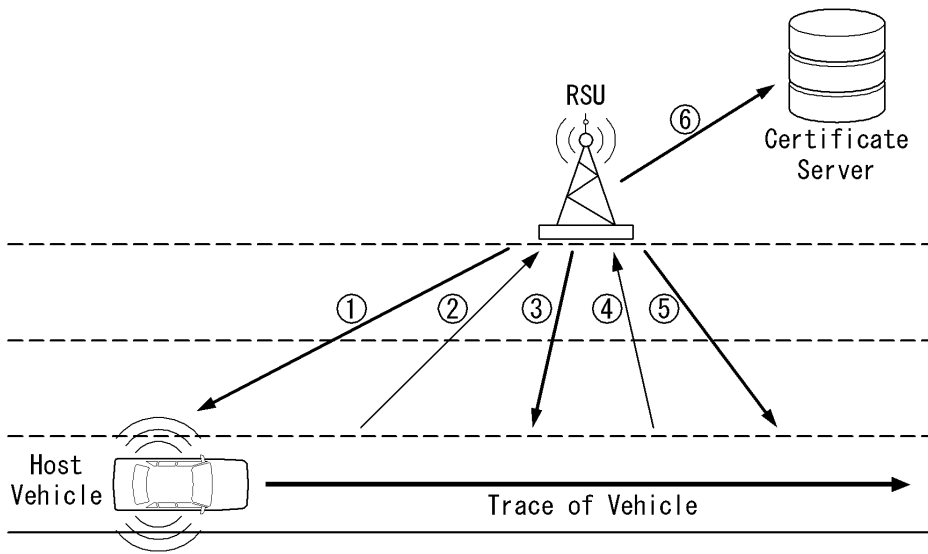 RSU
⑥
Certificate
Server
①
②
③
④
⑤
Host
Vehicle
Trace of Vehicle